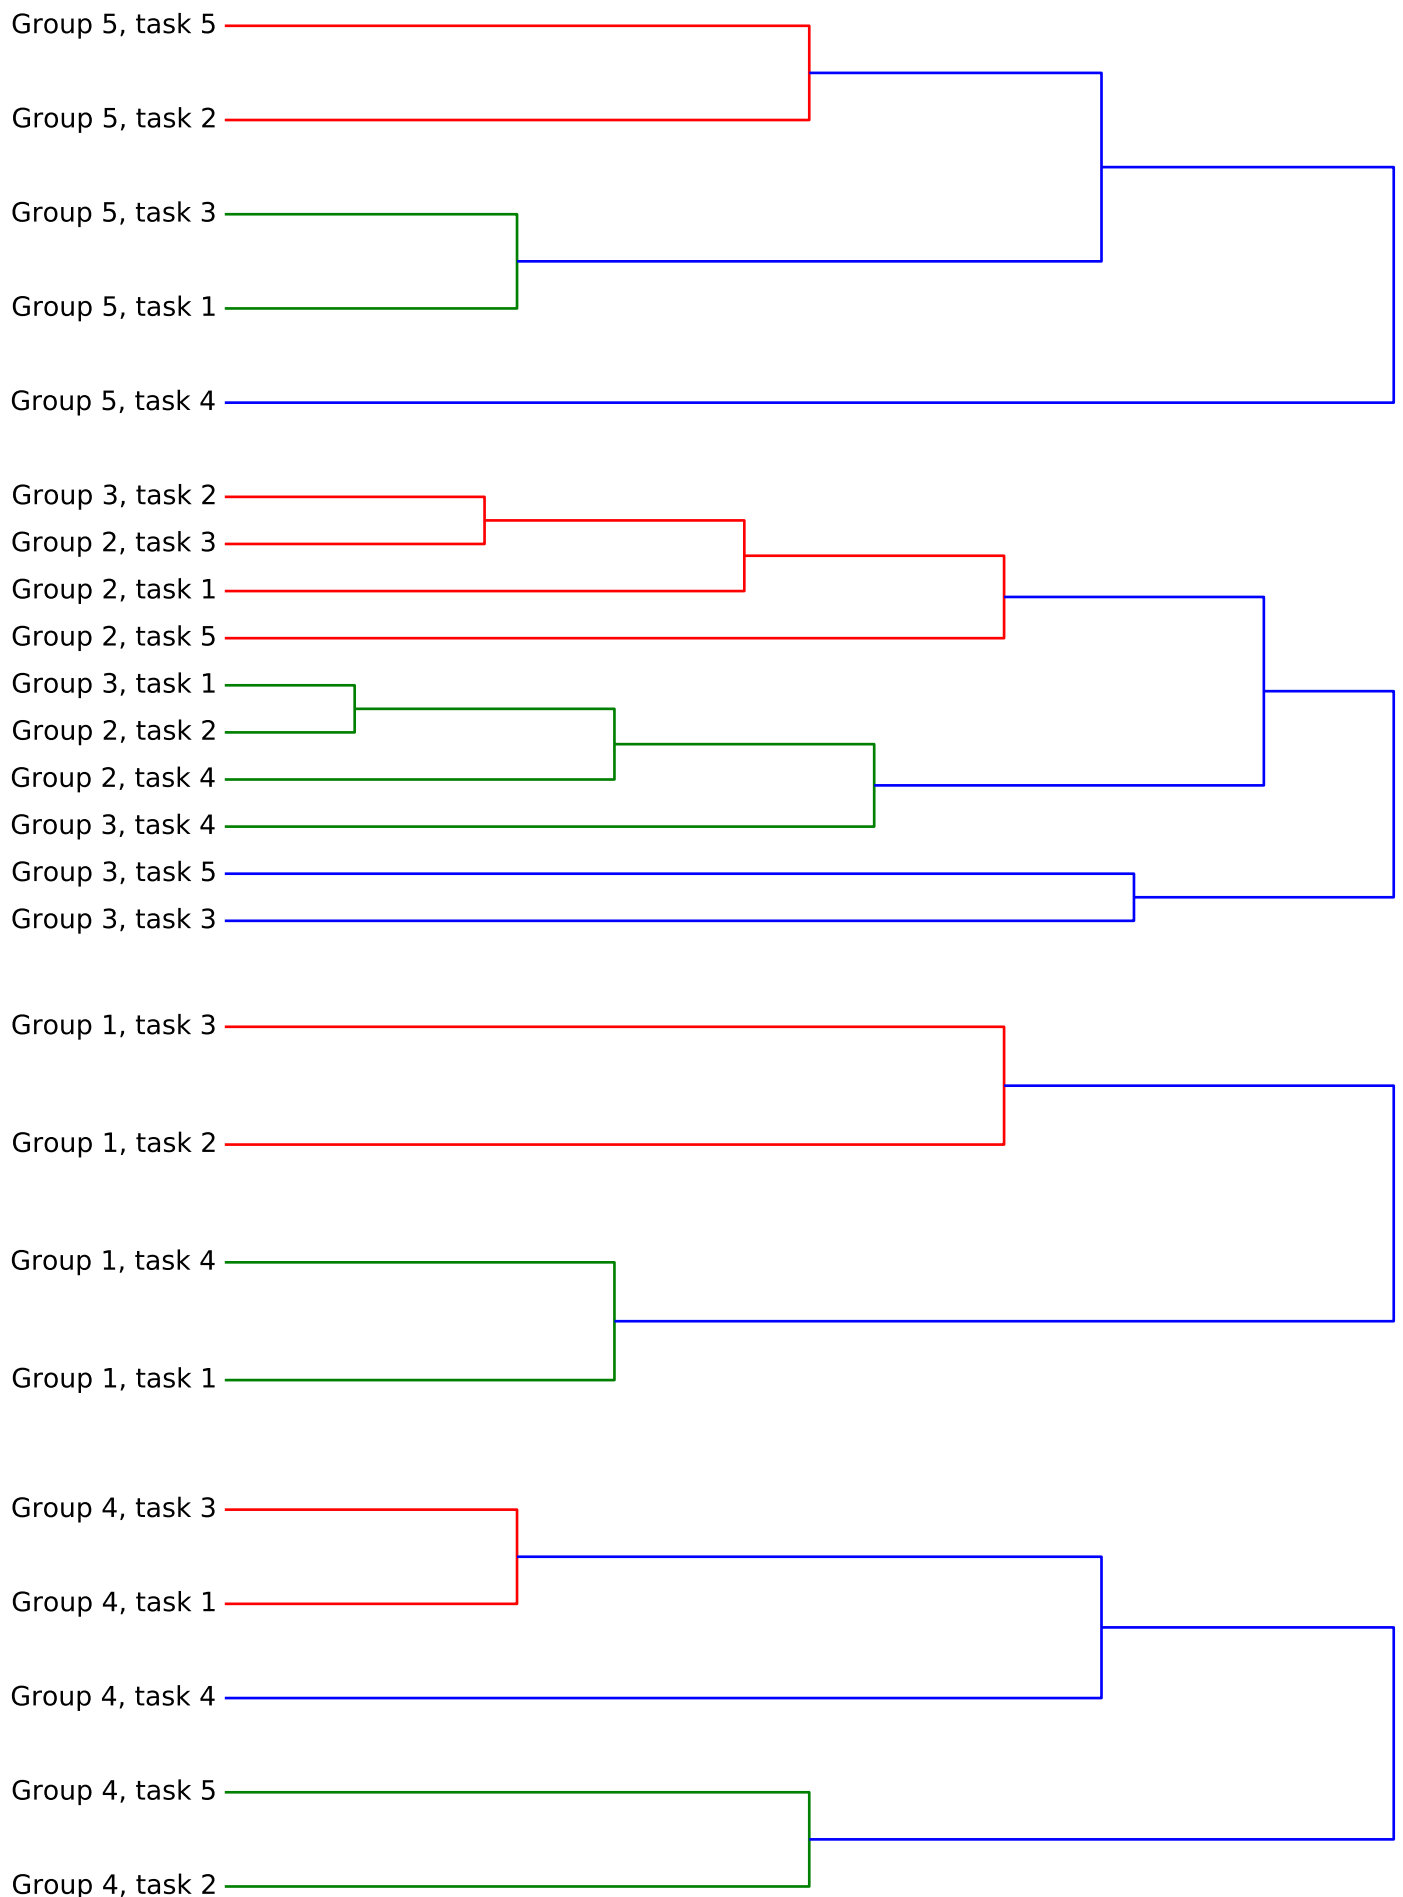 Group 5, task 5
Group 5, task 2
Group 5, task 3
Group 5, task 1
Group 5, task 4
Group 3, task 2
Group 2, task 3
Group 2, task 1
Group 2, task 5
Group 3, task 1
Group 2, task 2
Group 2, task 4
Group 3, task 4
Group 3, task 5
Group 3, task 3
Group 1, task 3
Group 1, task 2
Group 1, task 4
Group 1, task 1
Group 4, task 3
Group 4, task 1
Group 4, task 4
Group 4, task 5
Group 4, task 2